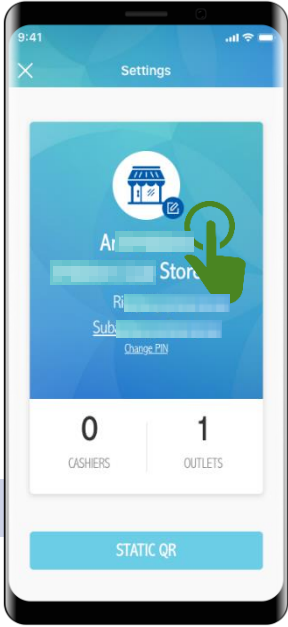 9:41
Settings
Store
Change PIN
0
1
CASHIERS
OUTLETS
STATIC QR